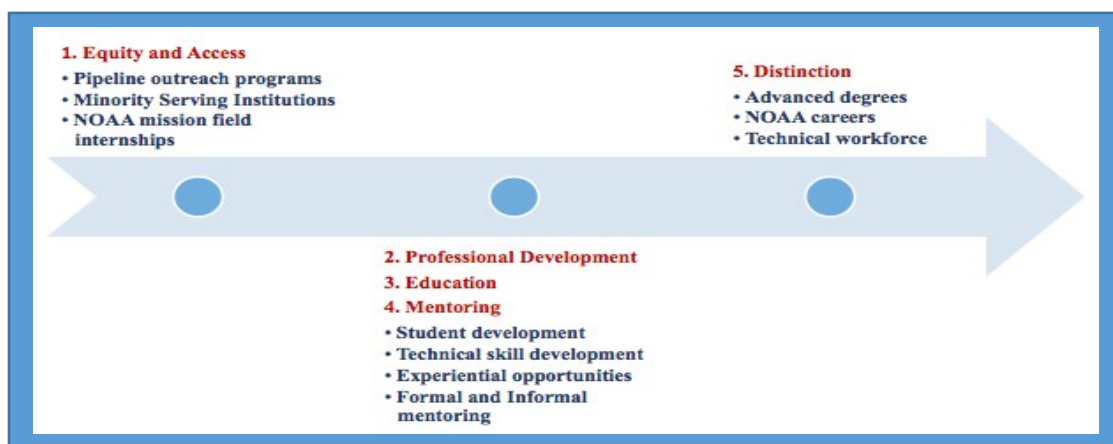 1. Equity and Access
• Pipeline outreach programs
• Minority Serving Institutions
• NOAA mission field
internships
2. Professional Development
3. Education
4. Mentoring
• Student development
• Technical skill development
• Experiential opportunities
• Formal and Informal
mentoring
5. Distinction
• Advanced degrees
• NOAA careers
• Technical workforce